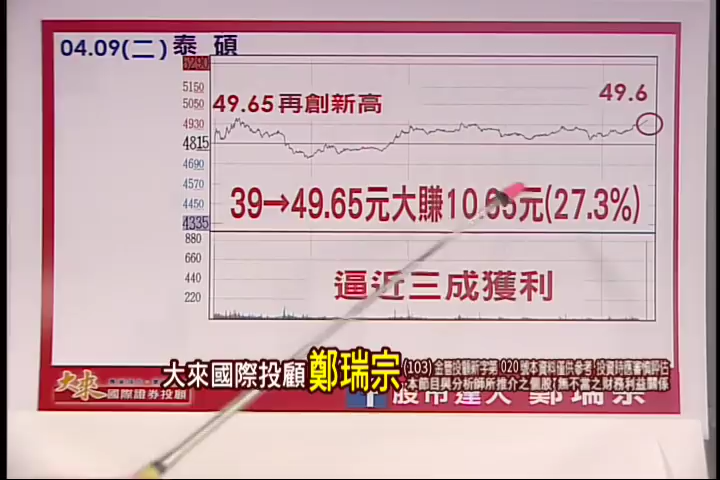 04.09(二)泰 碩
5290
5150
5050
4930
4815
4690
4570
4450
4335
880
660
440
220
49.65再創新高
49.6
39→49.65元大賺10.65元(27.3%)
逼近三成獲利
大來國際投顧 鄭瑞宗
(103)金管投顧新字第 020號本資料僅供參考,投資時應審慎評估
本節目與分析師所推介之個股,無不當之財務利益關係
大來
國際證券投顧
股市達人 鄭瑞宗